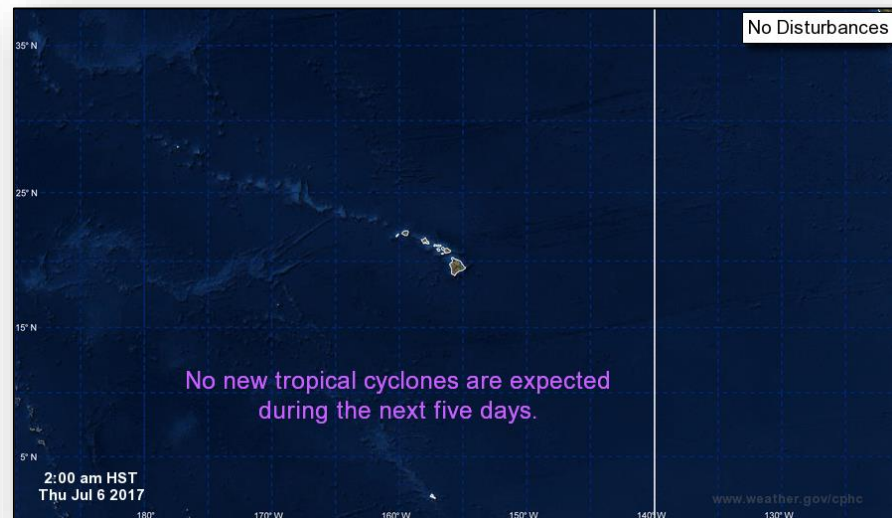 No Disturbances
35° N
25° N
15° N
No new tropical cyclones are expected
during the next five days.
5° N
2:00 am HST
Thu Jul 6 2017
www.weather.gov/cphc
180° 170° W 160° W 150° W 140° W 130° W